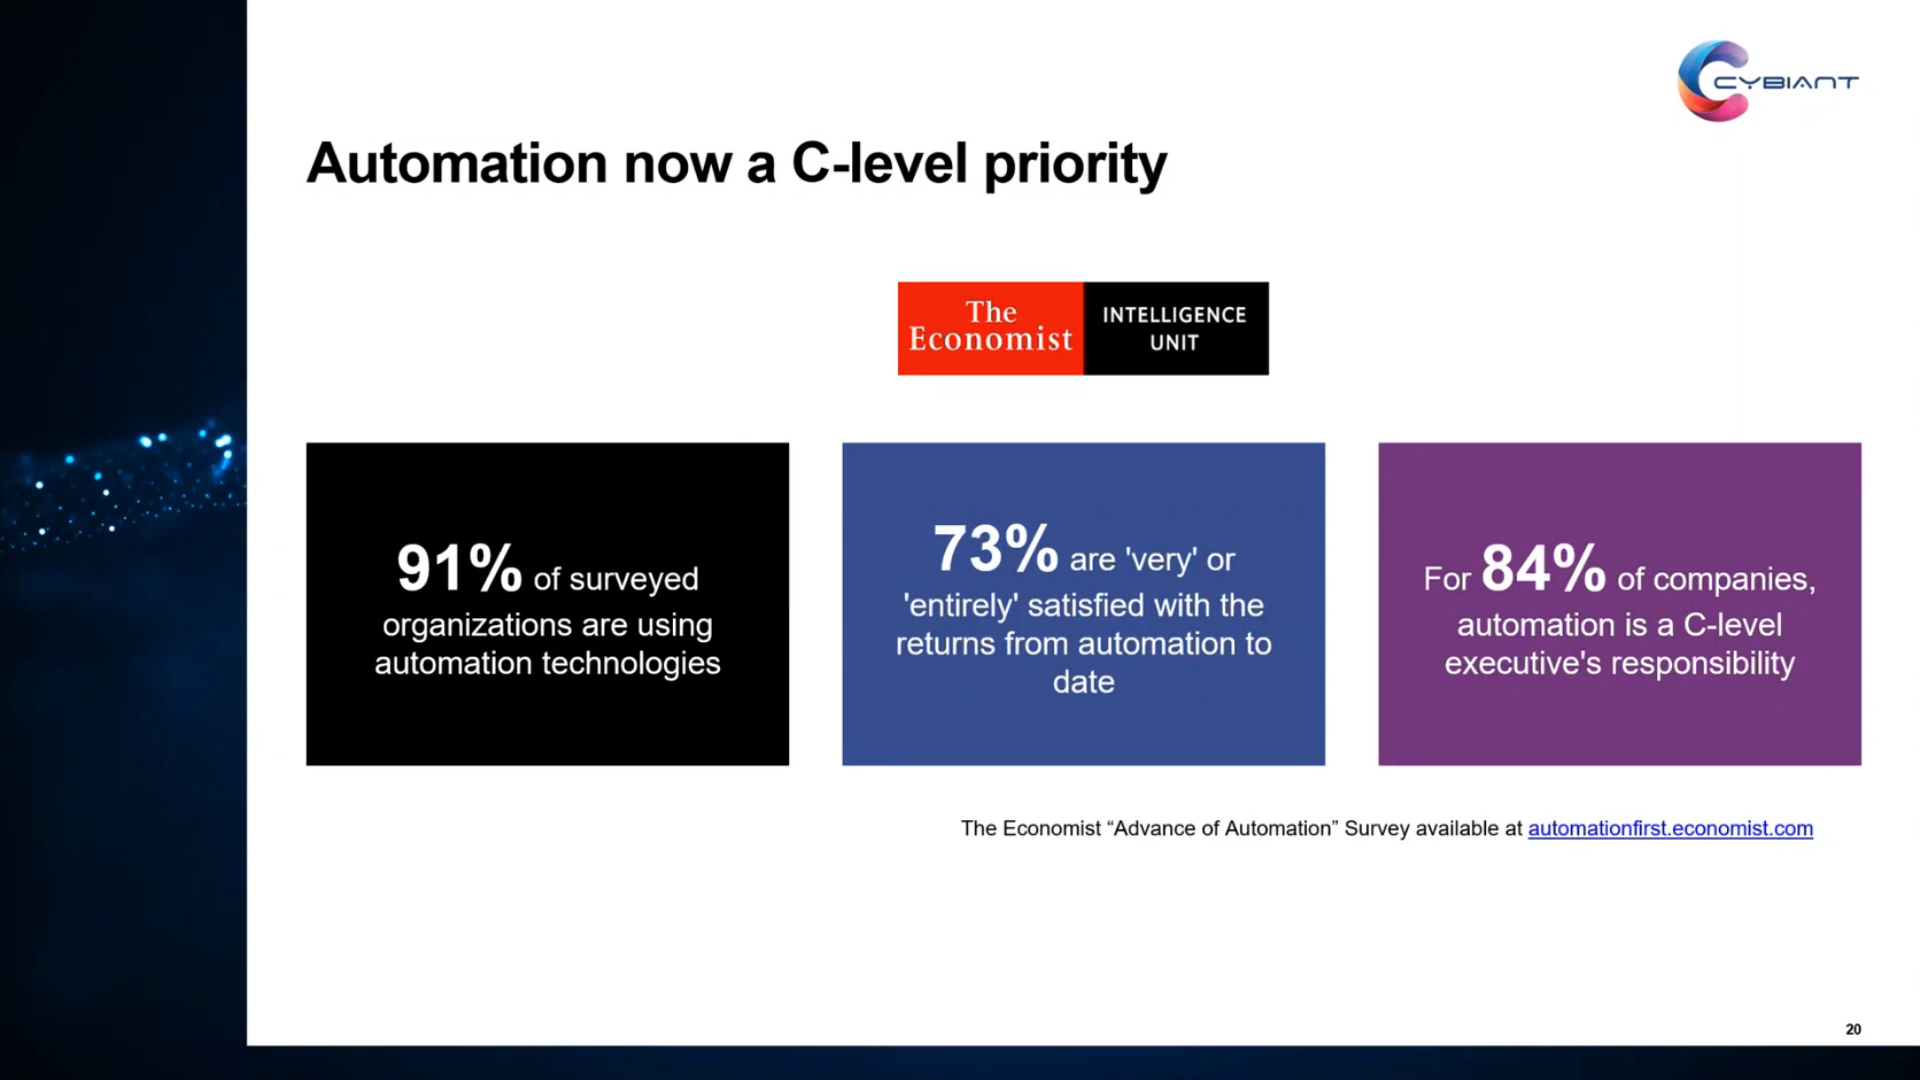 CYBIANT
Automation now a C-level priority
The
Economist
INTELLIGENCE
UNIT
91% of surveyed
organizations are using
automation technologies
73% are 'very' or
'entirely' satisfied with the
returns from automation to
date
For 84% of companies,
automation is a C-level
executive's responsibility
The Economist “Advance of Automation” Survey available at automationfirst.economist.com
20